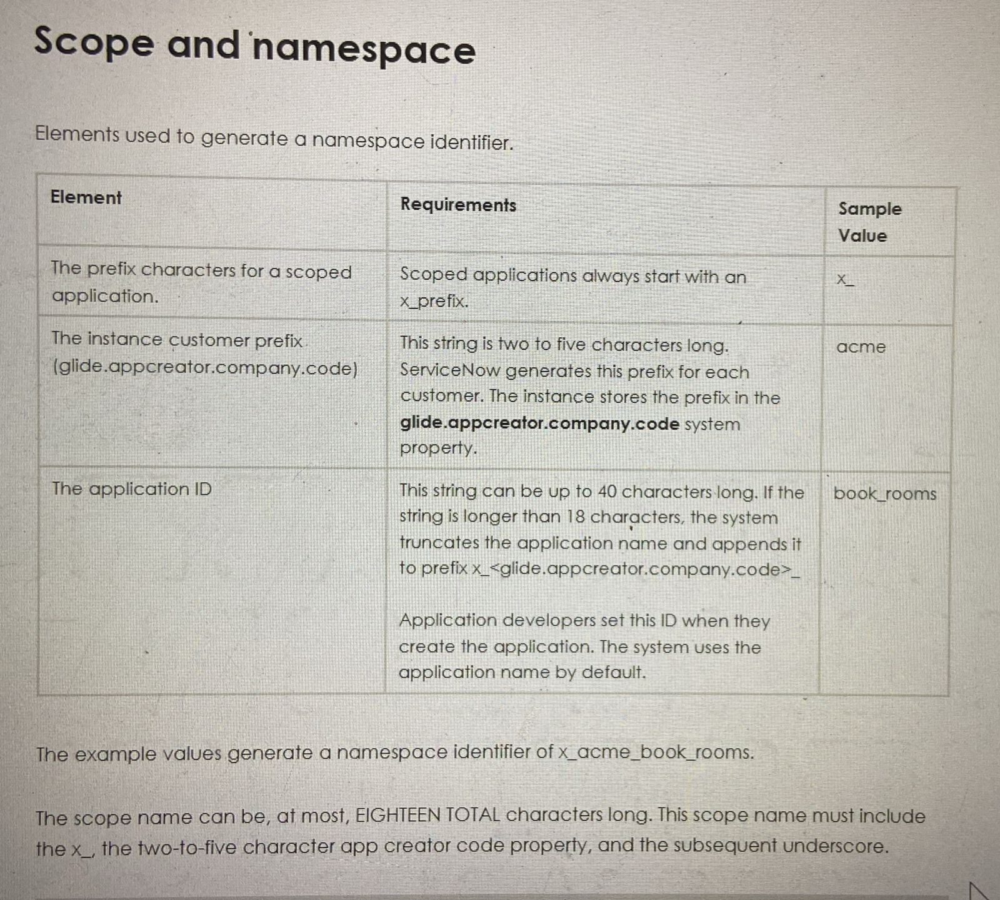 Scope and namespace
Elements used to generate a namespace identifier.
Element
Requirements
Sample
Value
The prefix characters for a scoped
application.
Scoped applications always start with an
x_prefix.
x_
The instance customer prefix
(glide.appcreator.company.code)
This string is two to five characters long.
ServiceNow generates this prefix for each
customer. The instance stores the prefix in the
glide.appcreator.company.code system
property.
acme
The application ID
This string can be up to 40 characters long. If the
string is longer than 18 characters, the system
truncates the application name and appends it
to prefix x_<glide.appcreator.company.code>_
Application developers set this ID when they
create the application. The system uses the
application name by default.
book_rooms
The example values generate a namespace identifier of x_acme_book_rooms.
The scope name can be, at most, EIGHTEEN TOTAL characters long. This scope name must include
the x_, the two-to-five character app creator code property, and the subsequent underscore.